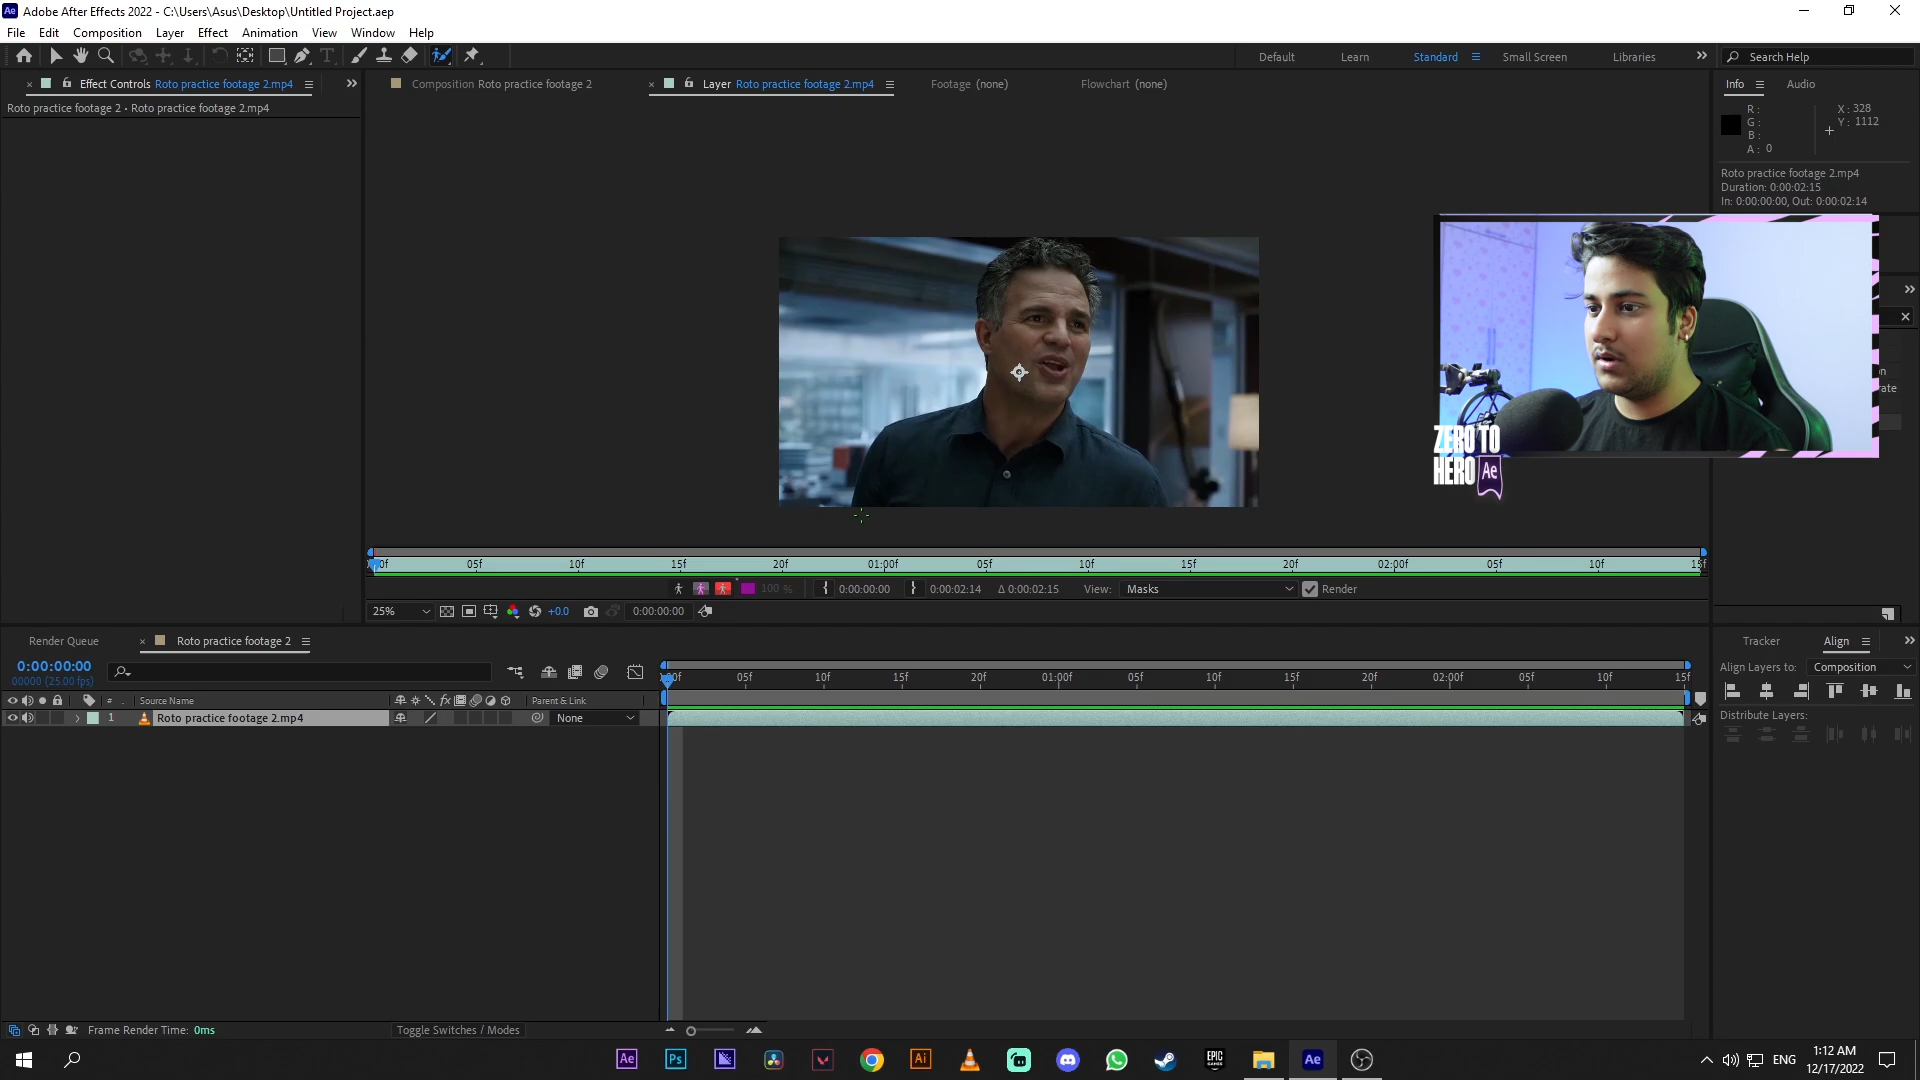 Adobe After Effects 2022 - C:\Users\Asus\Desktop\Untitled Project.aep
File Edit Composition Layer Effect Animation View Window Help
Default Learn Standard Small Screen Libraries Search Help
Effect Controls Roto practice footage 2.mp4
Composition Roto practice footage 2
Layer Roto practice footage 2.mp4
Footage (none)
Flowchart (none)
Info Audio
Roto practice footage 2 • Roto practice footage 2.mp4
R :
G :
B :
A : 0
X : 328
Y : 1112
Roto practice footage 2.mp4
Duration: 0:00:02:15
In: 0:00:00:00, Out: 0:00:02:14
ZERO TO
HERO Ae
05f 10f 15f 20f 01:00f 05f 10f 15f 20f 02:00f 05f 10f 15f
100 % 0:00:00:00 0:00:02:14 Δ 0:00:02:15 View: Masks Render
25% +0.0 0:00:00:00
Render Queue Roto practice footage 2
Tracker Align
0:00:00:00
00000 (25.00 fps)
05f 10f 15f 20f 01:00f 05f 10f 15f 20f 02:00f 05f 10f 15f
Align Layers to: Composition
# Source Name Parent & Link
1 Roto practice footage 2.mp4 None
Distribute Layers:
Frame Render Time: 0ms Toggle Switches / Modes
Ae Ps Ai EPIC GAMES Ae
ENG
1:12 AM
12/17/2022